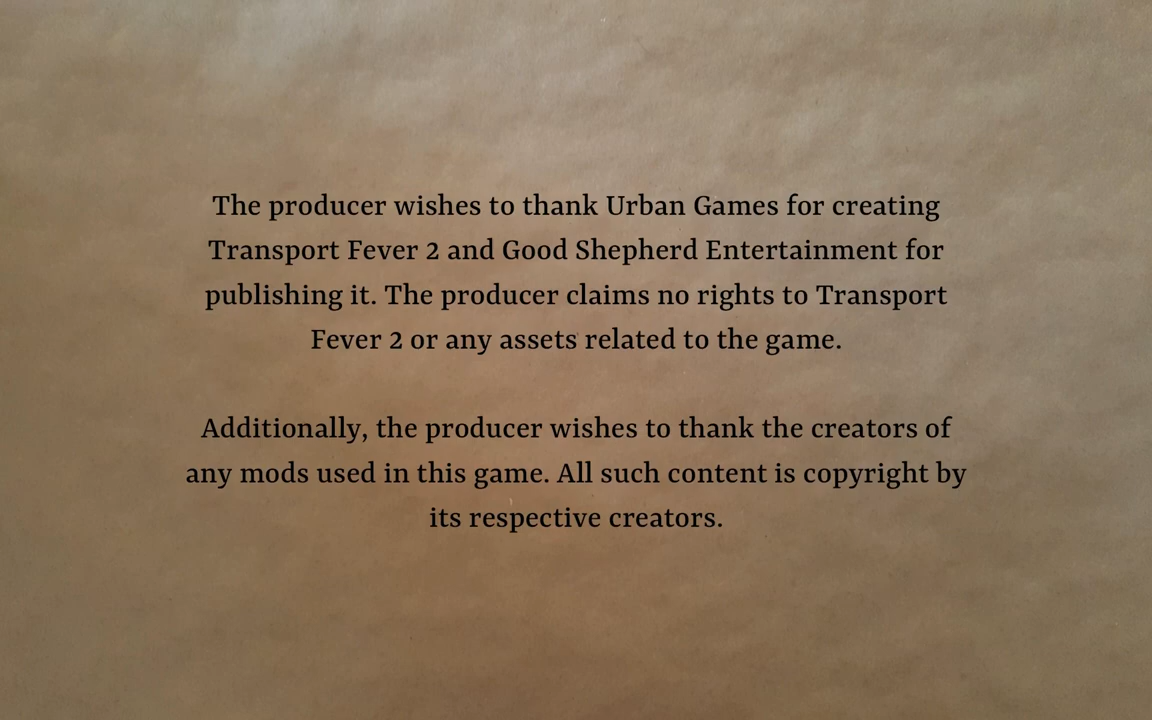 The producer wishes to thank Urban Games for creating
Transport Fever 2 and Good Shepherd Entertainment for
publishing it. The producer claims no rights to Transport
Fever 2 or any assets related to the game.
Additionally, the producer wishes to thank the creators of
any mods used in this game. All such content is copyright by
its respective creators.